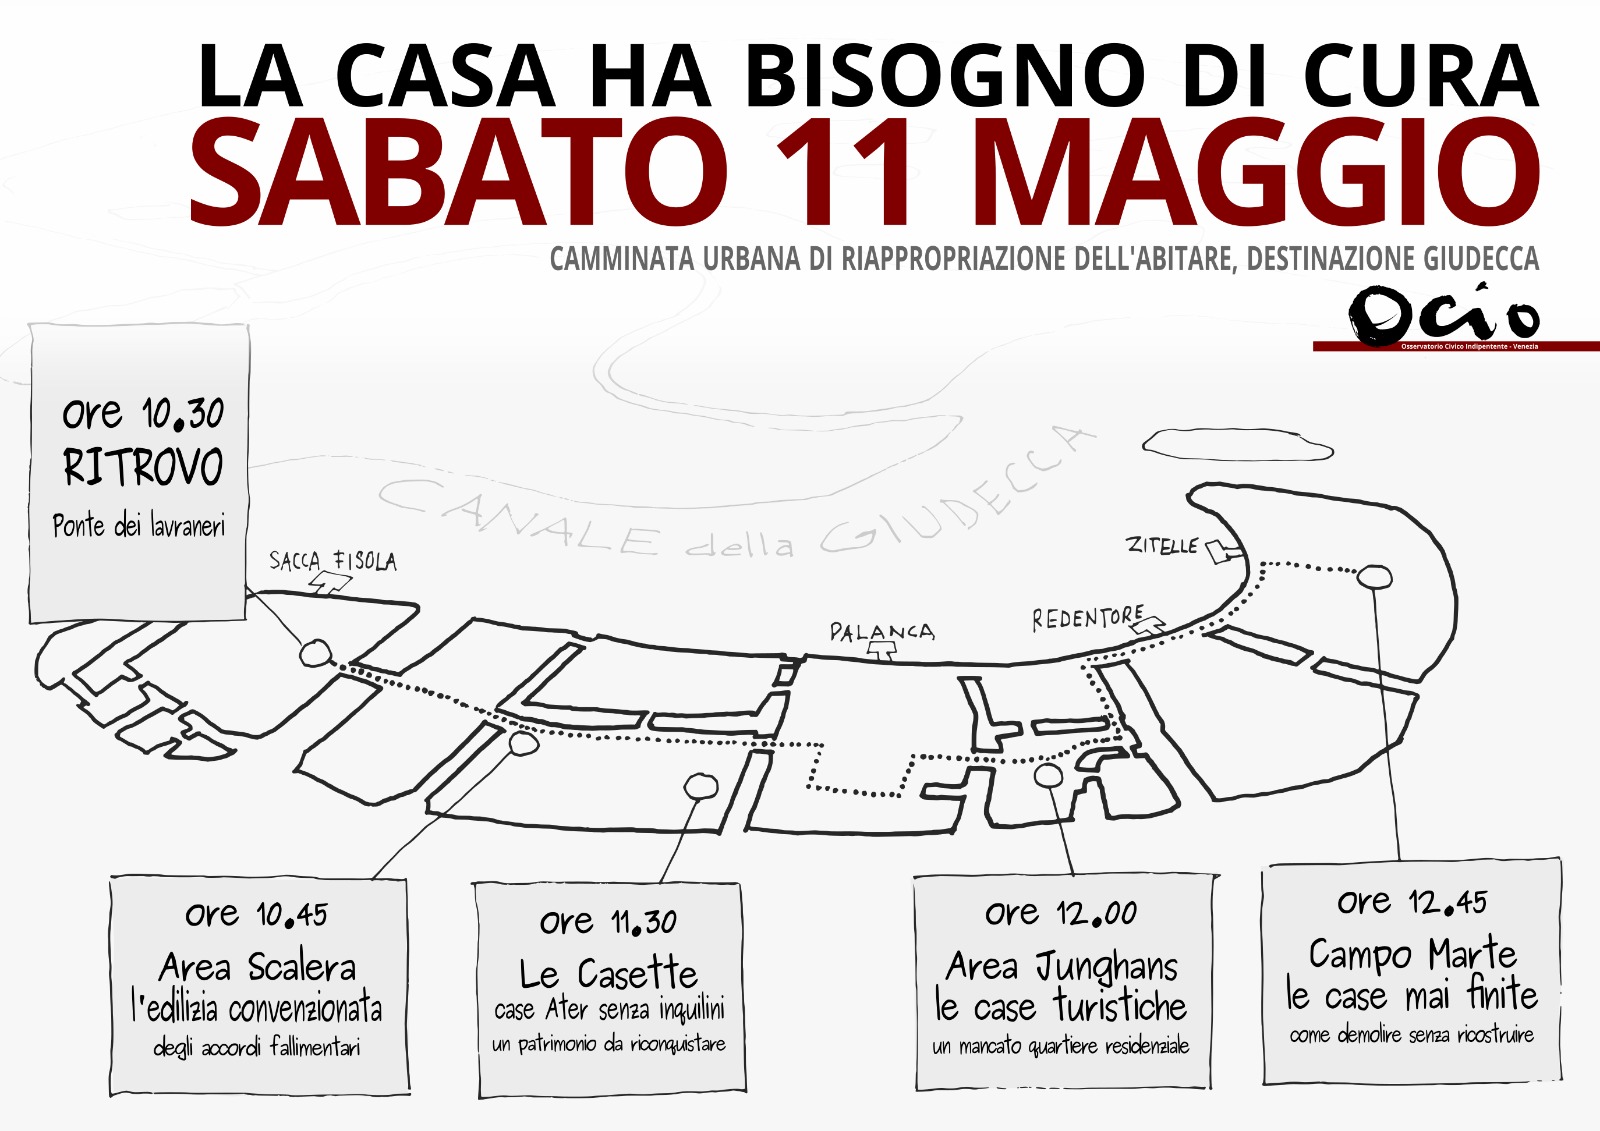 LA CASA HA BISOGNO DI CURA
SABATO 11 MAGGIO
CAMMINATA URBANA DI RIAPPROPRIAZIONE DELL'ABITARE, DESTINAZIONE GIUDECCA
Ocio
Osservatorio Civico Indipentente - Venezia
ore 10.30
RITROVO
Ponte dei lavraneri
CANALE della GIUDECCA
SACCA FISOLA
PALANCA
REDENTORE
ZITELLE
ore 10.45
Area Scalera
l'edilizia convenzionata
degli accordi fallimentari
ore 11.30
Le Casette
case Ater senza inquilini
un patrimonio da riconquistare
ore 12.00
Area Junghans
le case turistiche
un mancato quartiere residenziale
ore 12.45
Campo Marte
le case mai finite
come demolire senza ricostruire